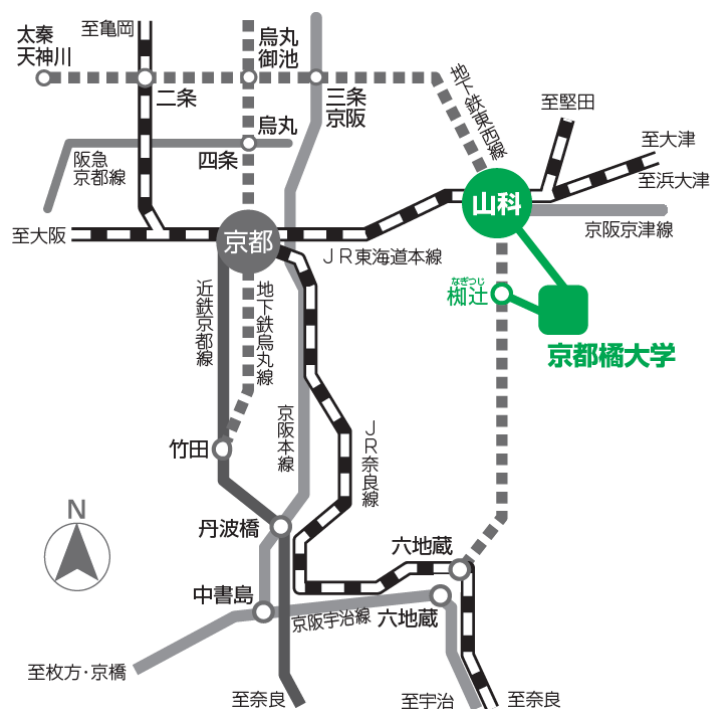 至亀岡
太秦
天神川
烏丸
御池
二条
三条
京阪
地下鉄東西線
至堅田
烏丸
四条
阪急
京都線
至大津
至浜大津
山科
京阪京津線
至大阪
京都
JR東海道本線
なぎつじ
椥辻
京都橘大学
近鉄京都線
地下鉄烏丸線
京阪本線
JR奈良線
竹田
N
丹波橋
六地蔵
中書島
京阪宇治線
六地蔵
至枚方・京橋
至奈良
至宇治
至奈良